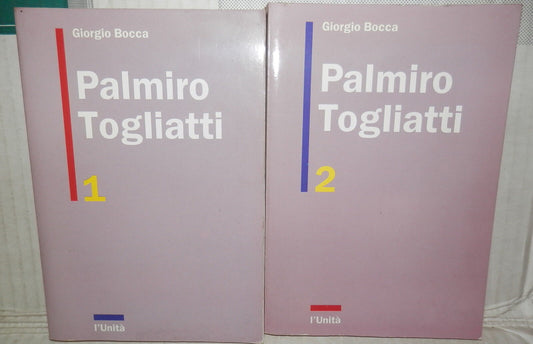 Giorgio Bocca
Palmiro
Togliatti
1
l'Unità
Giorgio Bocca
Palmiro
Togliatti
2
l'Unità